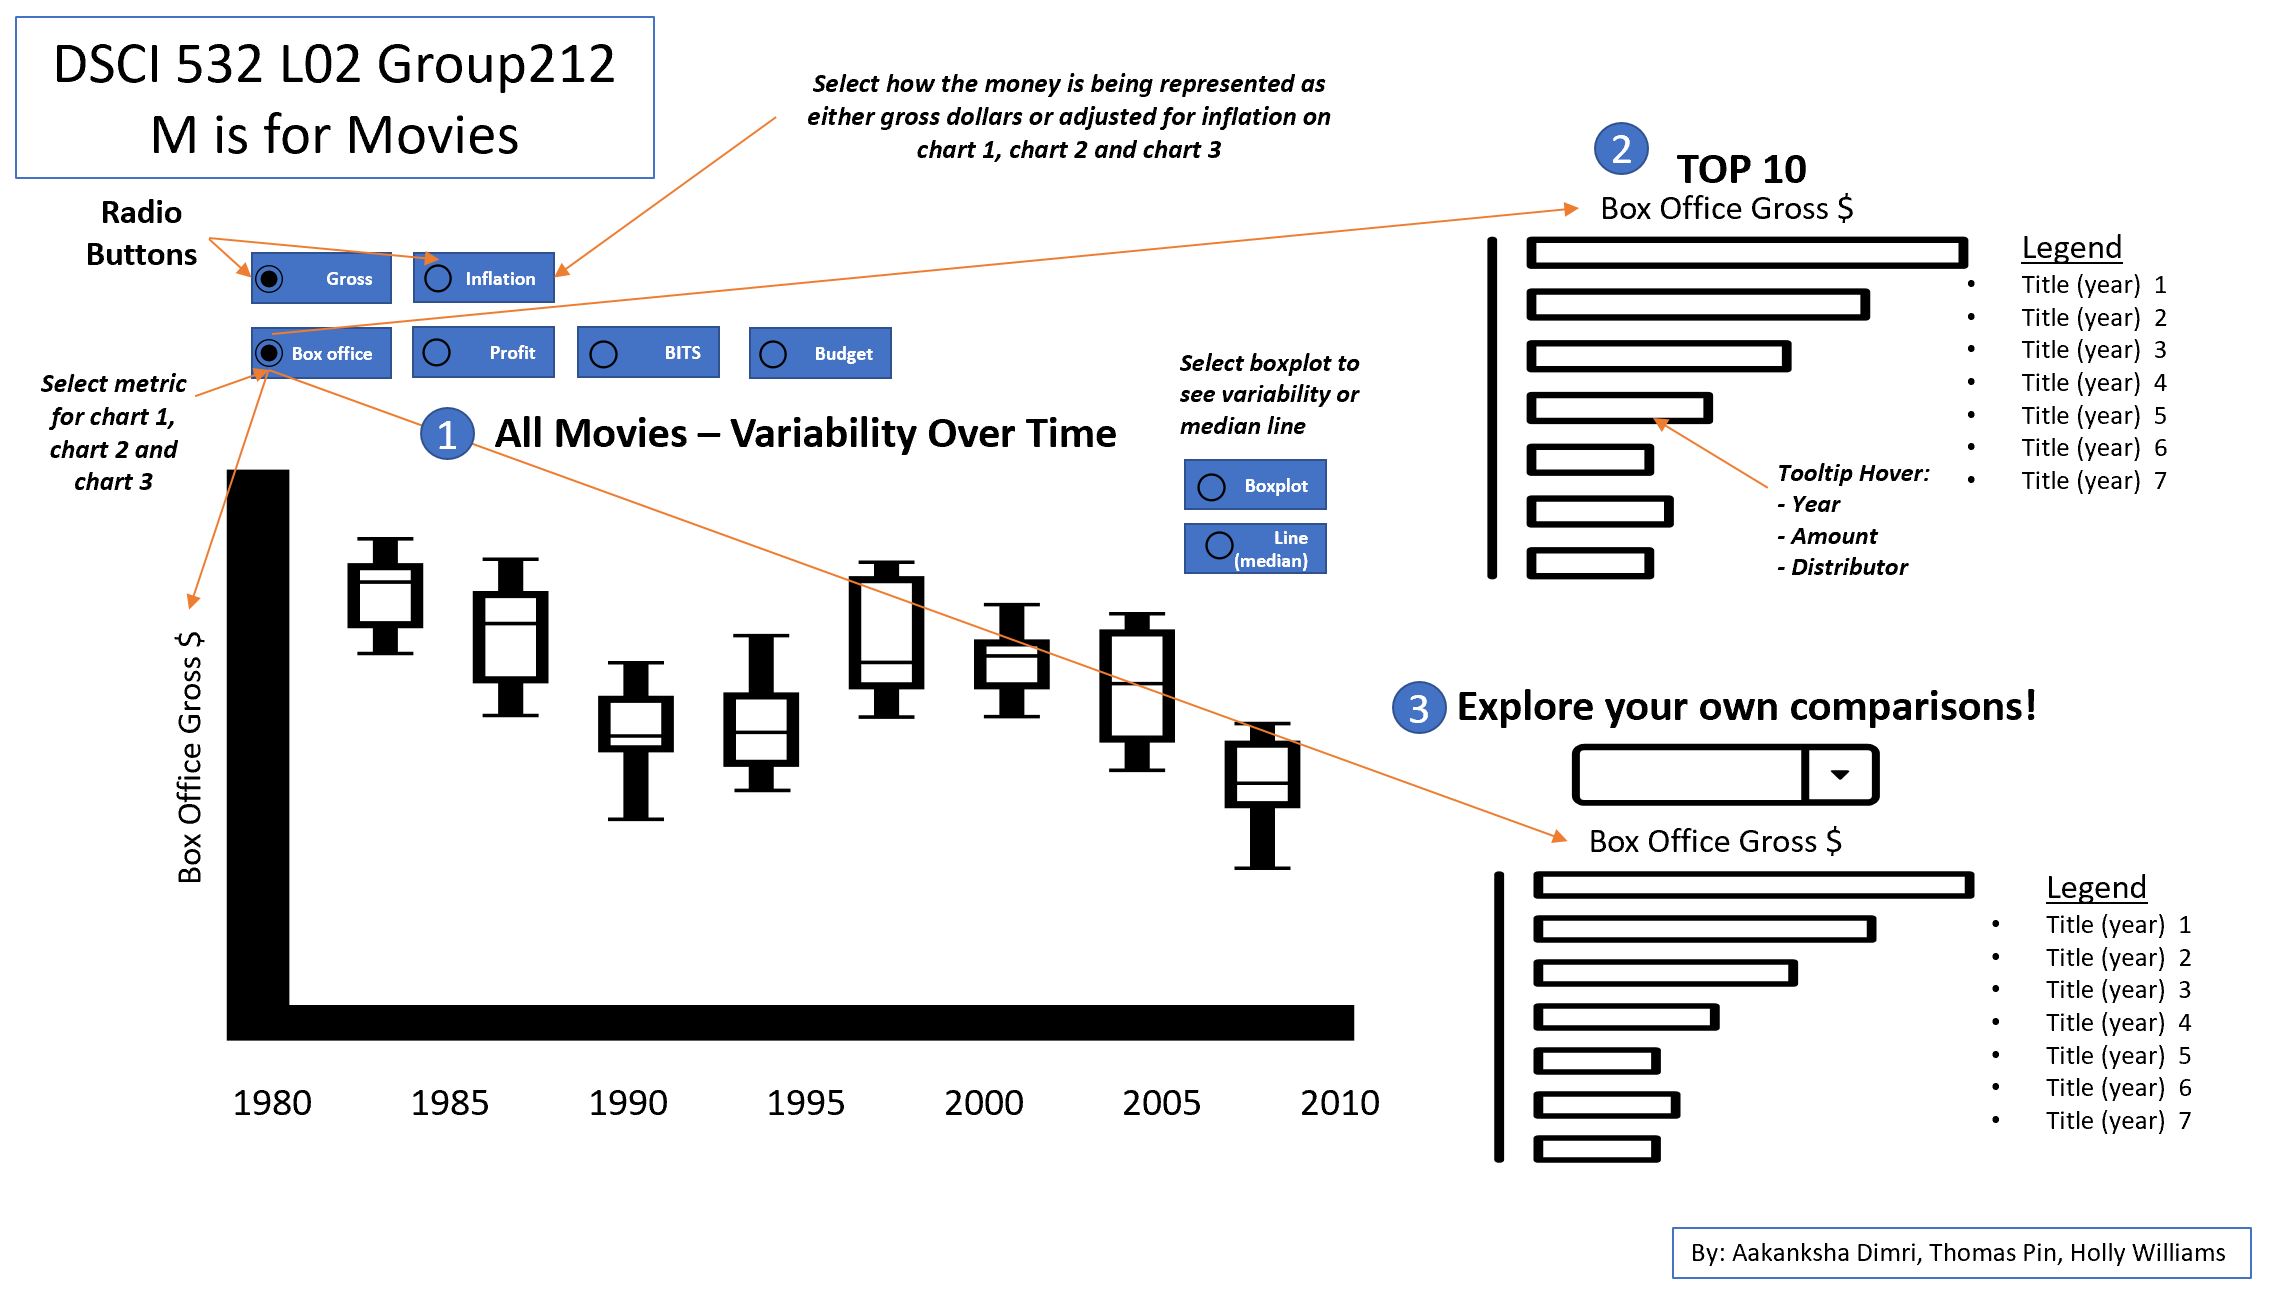 DSCI 532 L02 Group212
M is for Movies
Select how the money is being represented as
either gross dollars or adjusted for inflation on
chart 1, chart 2 and chart 3
Radio
Buttons
Gross
Inflation
Box office
Profit
BITS
Budget
Select metric
for chart 1,
chart 2 and
chart 3
1
All Movies – Variability Over Time
Select boxplot to
see variability or
median line
Boxplot
Line
(median)
Box Office Gross $
1980
1985
1990
1995
2000
2005
2010
2
TOP 10
Box Office Gross $
Legend
• Title (year) 1
• Title (year) 2
• Title (year) 3
• Title (year) 4
• Title (year) 5
• Title (year) 6
• Title (year) 7
Tooltip Hover:
- Year
- Amount
- Distributor
3
Explore your own comparisons!
Box Office Gross $
Legend
• Title (year) 1
• Title (year) 2
• Title (year) 3
• Title (year) 4
• Title (year) 5
• Title (year) 6
• Title (year) 7
By: Aakanksha Dimri, Thomas Pin, Holly Williams